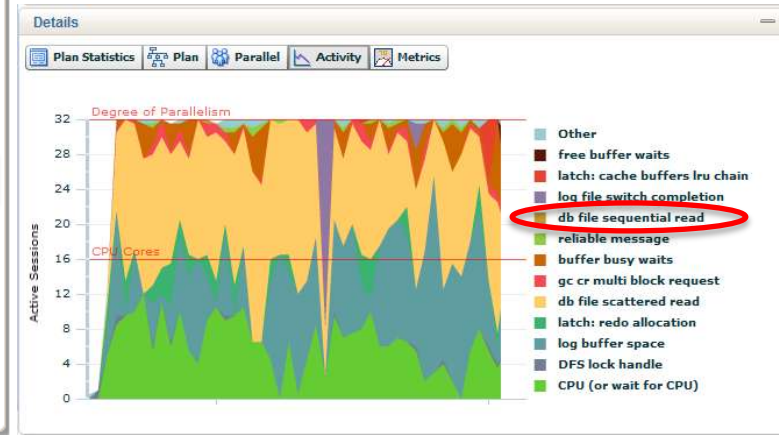 Details
Plan Statistics Plan Parallel Activity Metrics
Degree of Parallelism
CPU Cores
Active Sessions
32
28
24
20
16
12
8
4
0
Other
free buffer waits
latch: cache buffers lru chain
log file switch completion
db file sequential read
reliable message
buffer busy waits
gc cr multi block request
db file scattered read
latch: redo allocation
log buffer space
DFS lock handle
CPU (or wait for CPU)